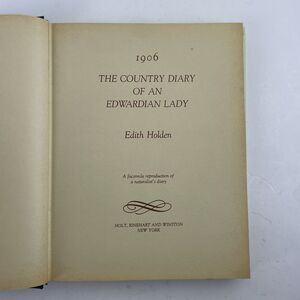 1906
THE COUNTRY DIARY
OF AN
EDWARDIAN LADY
Edith Holden
A facsimile reproduction of
a naturalist's diary
HOLT, RINEHART AND WINSTON
NEW YORK